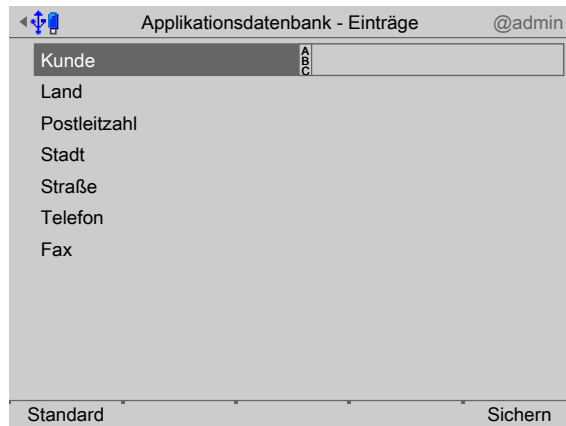 Applikationsdatenbank - Einträge @admin
Kunde ABC
Land
Postleitzahl
Stadt
Straße
Telefon
Fax
Standard Sichern